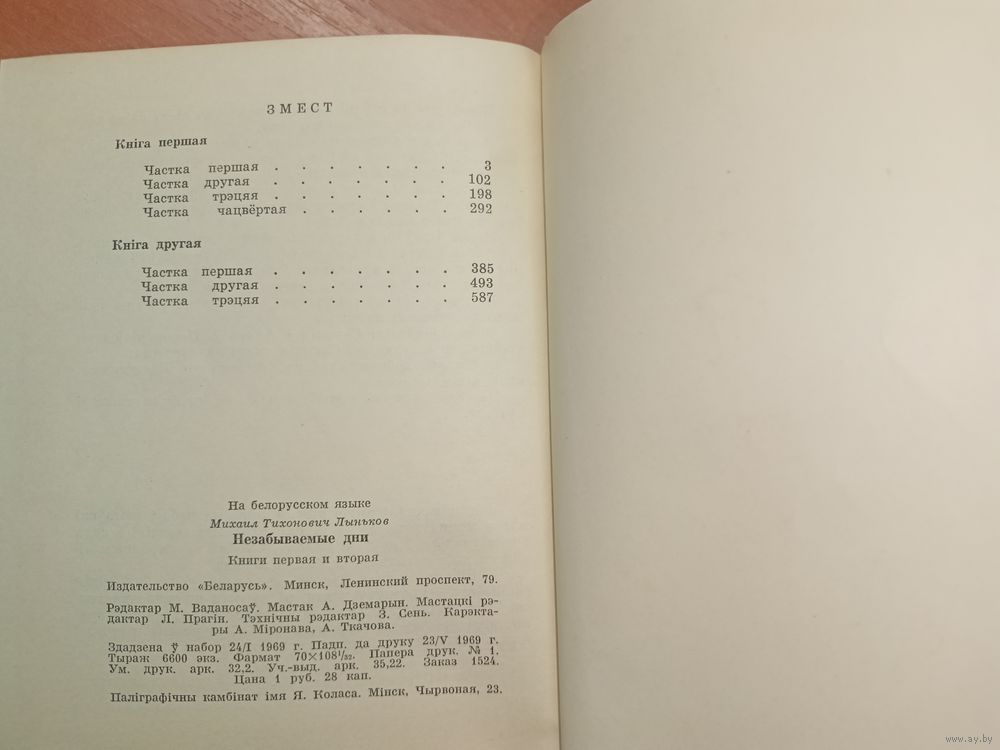 ЗМЕСТ
Кніга першая
Частка першая . . . . . . . 3
Частка другая . . . . . . . 102
Частка трэцяя . . . . . . . 198
Частка чацвёртая . . . . . . 292
Кніга другая
Частка першая . . . . . . . 385
Частка другая . . . . . . . 493
Частка трэцяя . . . . . . . 587
На белорусском языке
Михаил Тихонович Лыньков
Незабываемые дни
Книги первая и вторая
Издательство «Беларусь». Минск, Ленинский проспект, 79.
Рэдактар М. Ваданосаў. Мастак А. Дземарын. Мастацкі рэ-
дактар Л. Прагін. Тэхнічны рэдактар З. Сень. Карэкта-
ры А. Міронава, А. Ткачова.
Здадзена ў набор 24/I 1969 г. Падп. да друку 23/V 1969 г.
Тыраж 6600 экз. Фармат 70×108¹/₃₂. Папера друк. № 1.
Ум. друк. арк. 32,2. Уч.-выд. арк. 35,22. Заказ 1524.
Цана 1 руб. 28 кап.
Паліграфічны камбінат імя Я. Коласа. Мінск, Чырвоная, 23.
www.ay.by